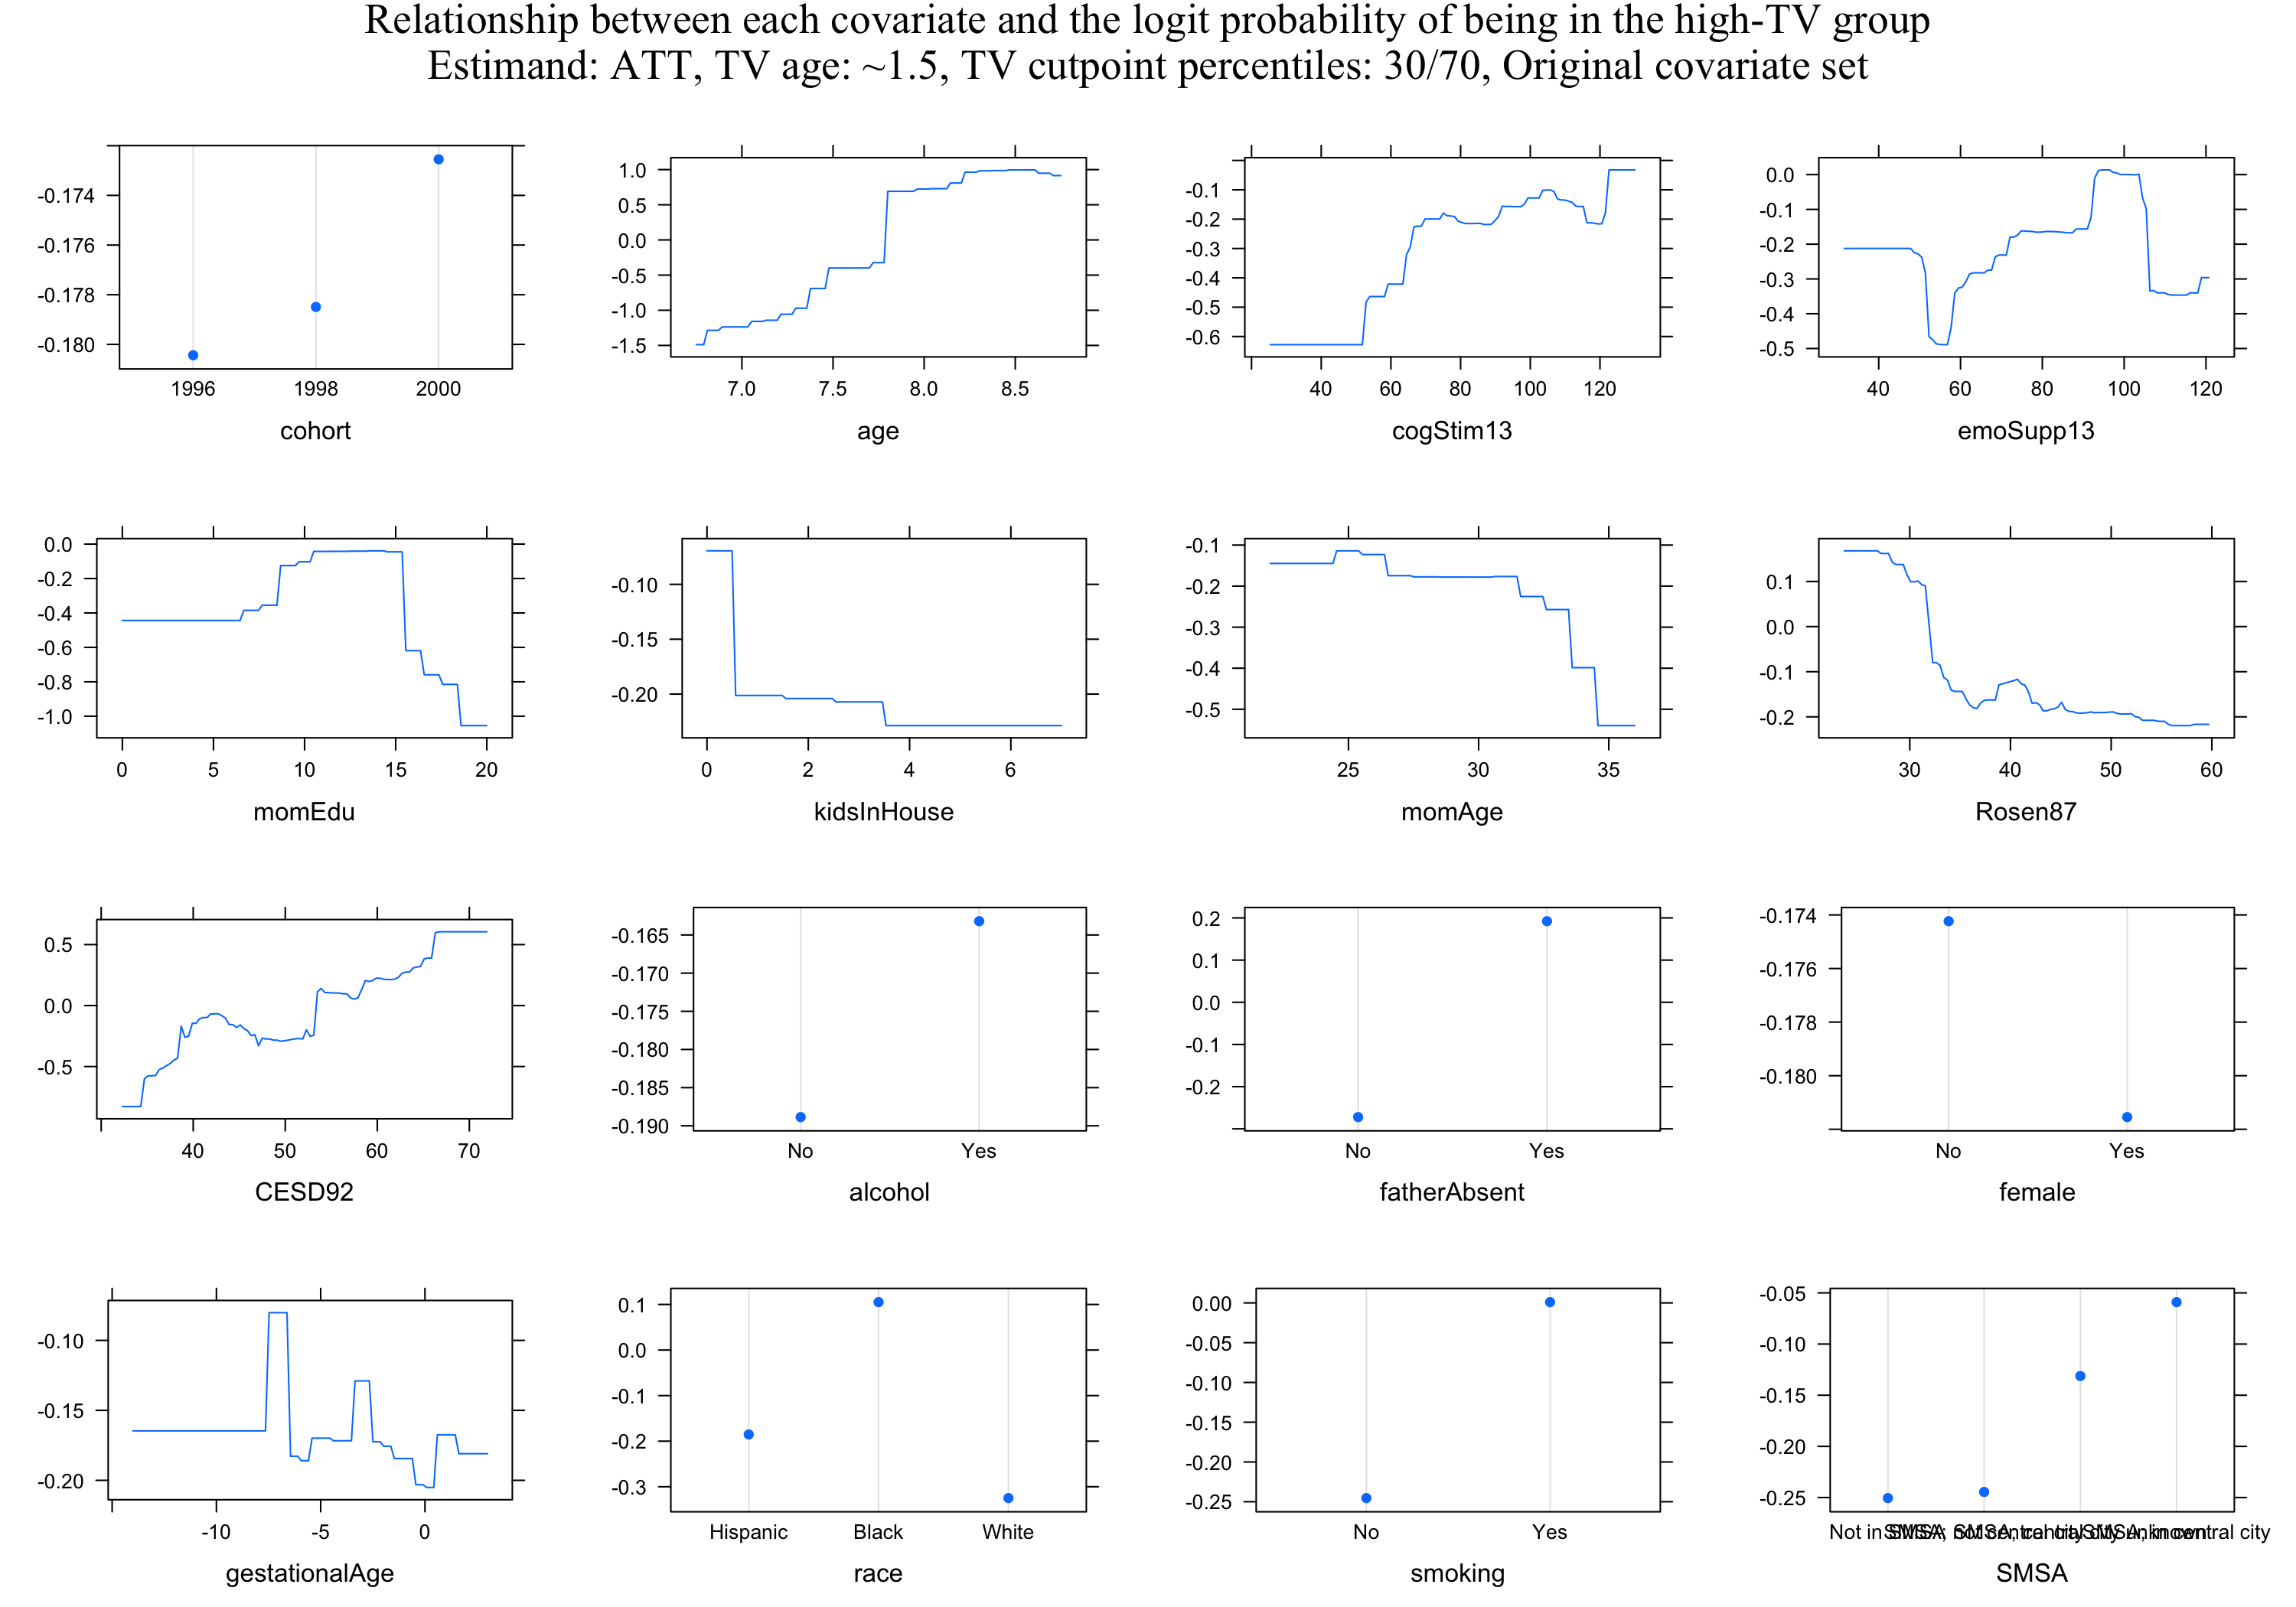 Relationship between each covariate and the logit probability of being in the high-TV group
Estimand: ATT, TV age: ~1.5, TV cutpoint percentiles: 30/70, Original covariate set
-0.174
-0.176
-0.178
-0.180
1996 1998 2000
cohort
1.0
0.5
0.0
-0.5
-1.0
-1.5
7.0 7.5 8.0 8.5
age
-0.1
-0.2
-0.3
-0.4
-0.5
-0.6
40 60 80 100 120
cogStim13
0.0
-0.1
-0.2
-0.3
-0.4
-0.5
40 60 80 100 120
emoSupp13
0.0
-0.2
-0.4
-0.6
-0.8
-1.0
0 5 10 15 20
momEdu
-0.10
-0.15
-0.20
0 2 4 6
kidsInHouse
-0.1
-0.2
-0.3
-0.4
-0.5
25 30 35
momAge
0.1
0.0
-0.1
-0.2
30 40 50 60
Rosen87
0.5
0.0
-0.5
40 50 60 70
CESD92
-0.165
-0.170
-0.175
-0.180
-0.185
-0.190
No Yes
alcohol
0.2
0.1
0.0
-0.1
-0.2
No Yes
fatherAbsent
-0.174
-0.176
-0.178
-0.180
No Yes
female
-0.10
-0.15
-0.20
-10 -5 0
gestationalAge
0.1
0.0
-0.1
-0.2
-0.3
Hispanic Black White
race
0.00
-0.05
-0.10
-0.15
-0.20
-0.25
No Yes
smoking
-0.05
-0.10
-0.15
-0.20
-0.25
Not in central city
SMSA